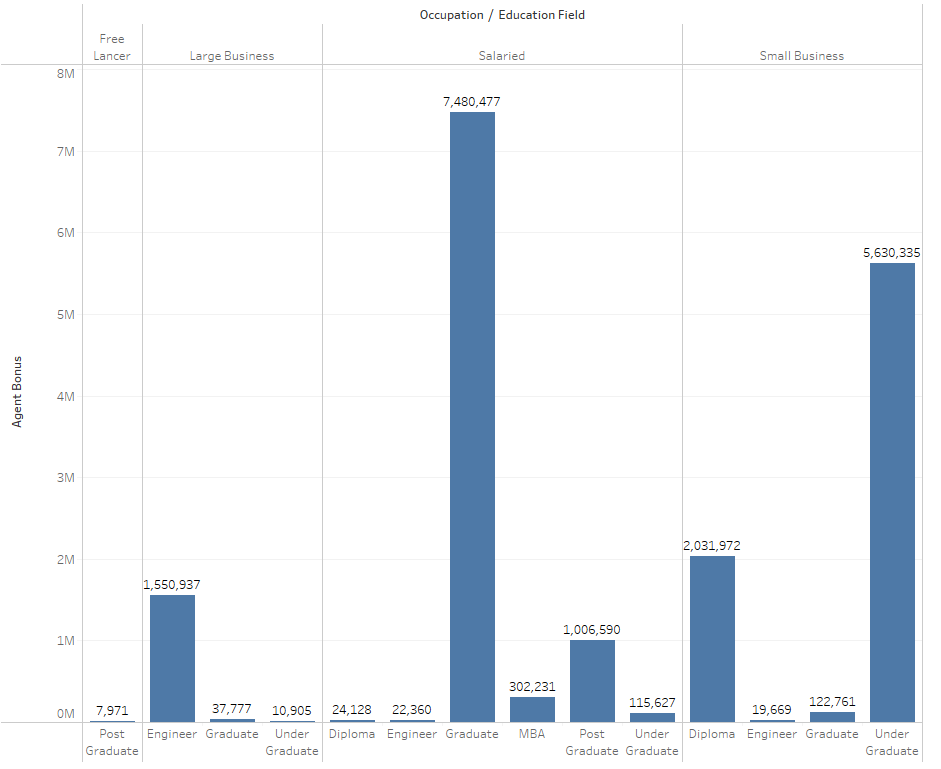 Occupation / Education Field
Free
Lancer
Large Business
Salaried
Small Business
Agent Bonus
8M
7M
6M
5M
4M
3M
2M
1M
0M
7,971
1,550,937
37,777
10,905
24,128
22,360
7,480,477
302,231
1,006,590
115,627
2,031,972
19,669
122,761
5,630,335
Post
Graduate
Engineer
Graduate
Under
Graduate
Diploma
Engineer
Graduate
MBA
Post
Graduate
Under
Graduate
Diploma
Engineer
Graduate
Under
Graduate